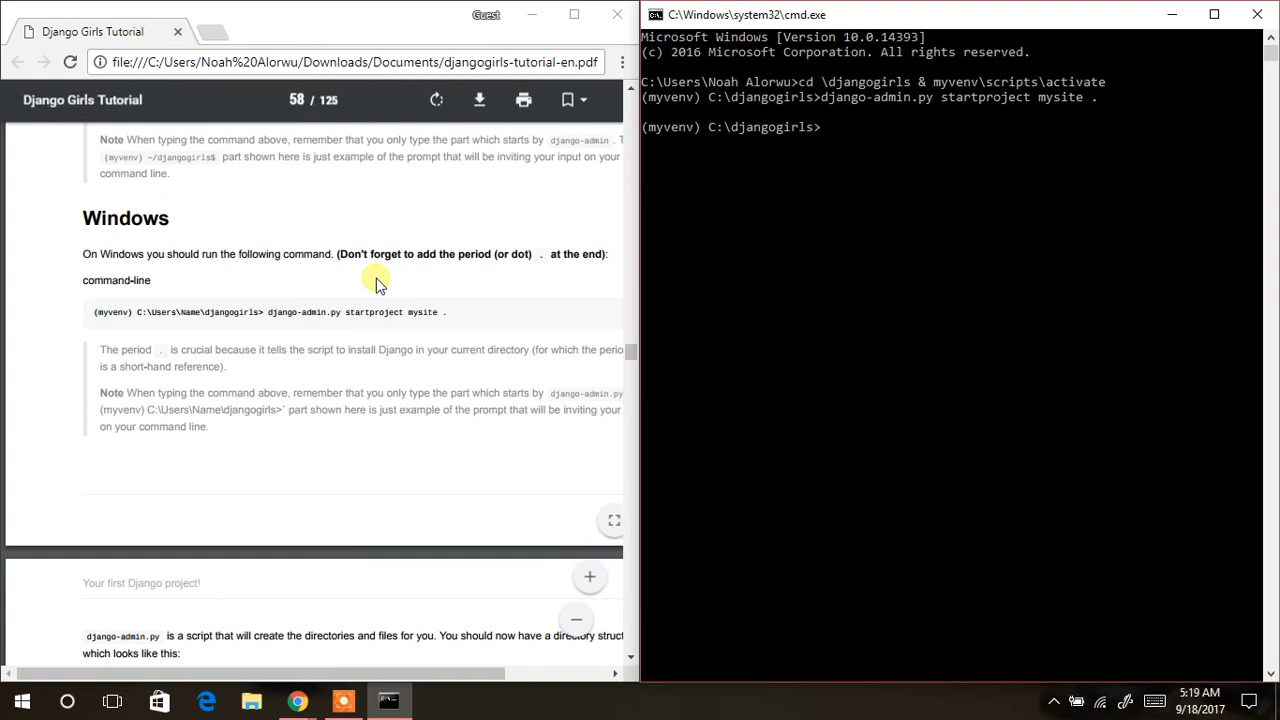 Guest
Django Girls Tutorial
file:///C:/Users/Noah%20Alorwu/Downloads/Documents/djangogirls-tutorial-en.pdf
Django Girls Tutorial
58 / 125
Note When typing the command above, remember that you only type the part which starts by django-admin . T
(myvenv) ~/djangogirls$ part shown here is just example of the prompt that will be inviting your input on your
command line.
Windows
On Windows you should run the following command. (Don't forget to add the period (or dot) . at the end):
command-line
(myvenv) C:\Users\Name\djangogirls> django-admin.py startproject mysite .
The period . is crucial because it tells the script to install Django in your current directory (for which the perio
is a short-hand reference).
Note When typing the command above, remember that you only type the part which starts by django-admin.py
(myvenv) C:\Users\Name\djangogirls>` part shown here is just example of the prompt that will be inviting your
on your command line.
Your first Django project!
django-admin.py is a script that will create the directories and files for you. You should now have a directory struct
which looks like this:
C:\Windows\system32\cmd.exe
Microsoft Windows [Version 10.0.14393]
(c) 2016 Microsoft Corporation. All rights reserved.
C:\Users\Noah Alorwu>cd \djangogirls & myvenv\scripts\activate
(myvenv) C:\djangogirls>django-admin.py startproject mysite .
(myvenv) C:\djangogirls>
5:19 AM
9/18/2017